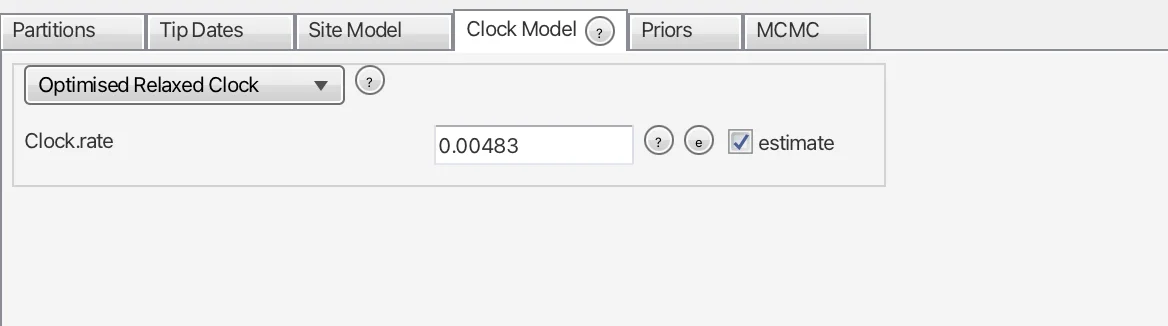 Partitions Tip Dates Site Model Clock Model ? Priors MCMC
Optimised Relaxed Clock ?
Clock.rate 0.00483 ? e estimate